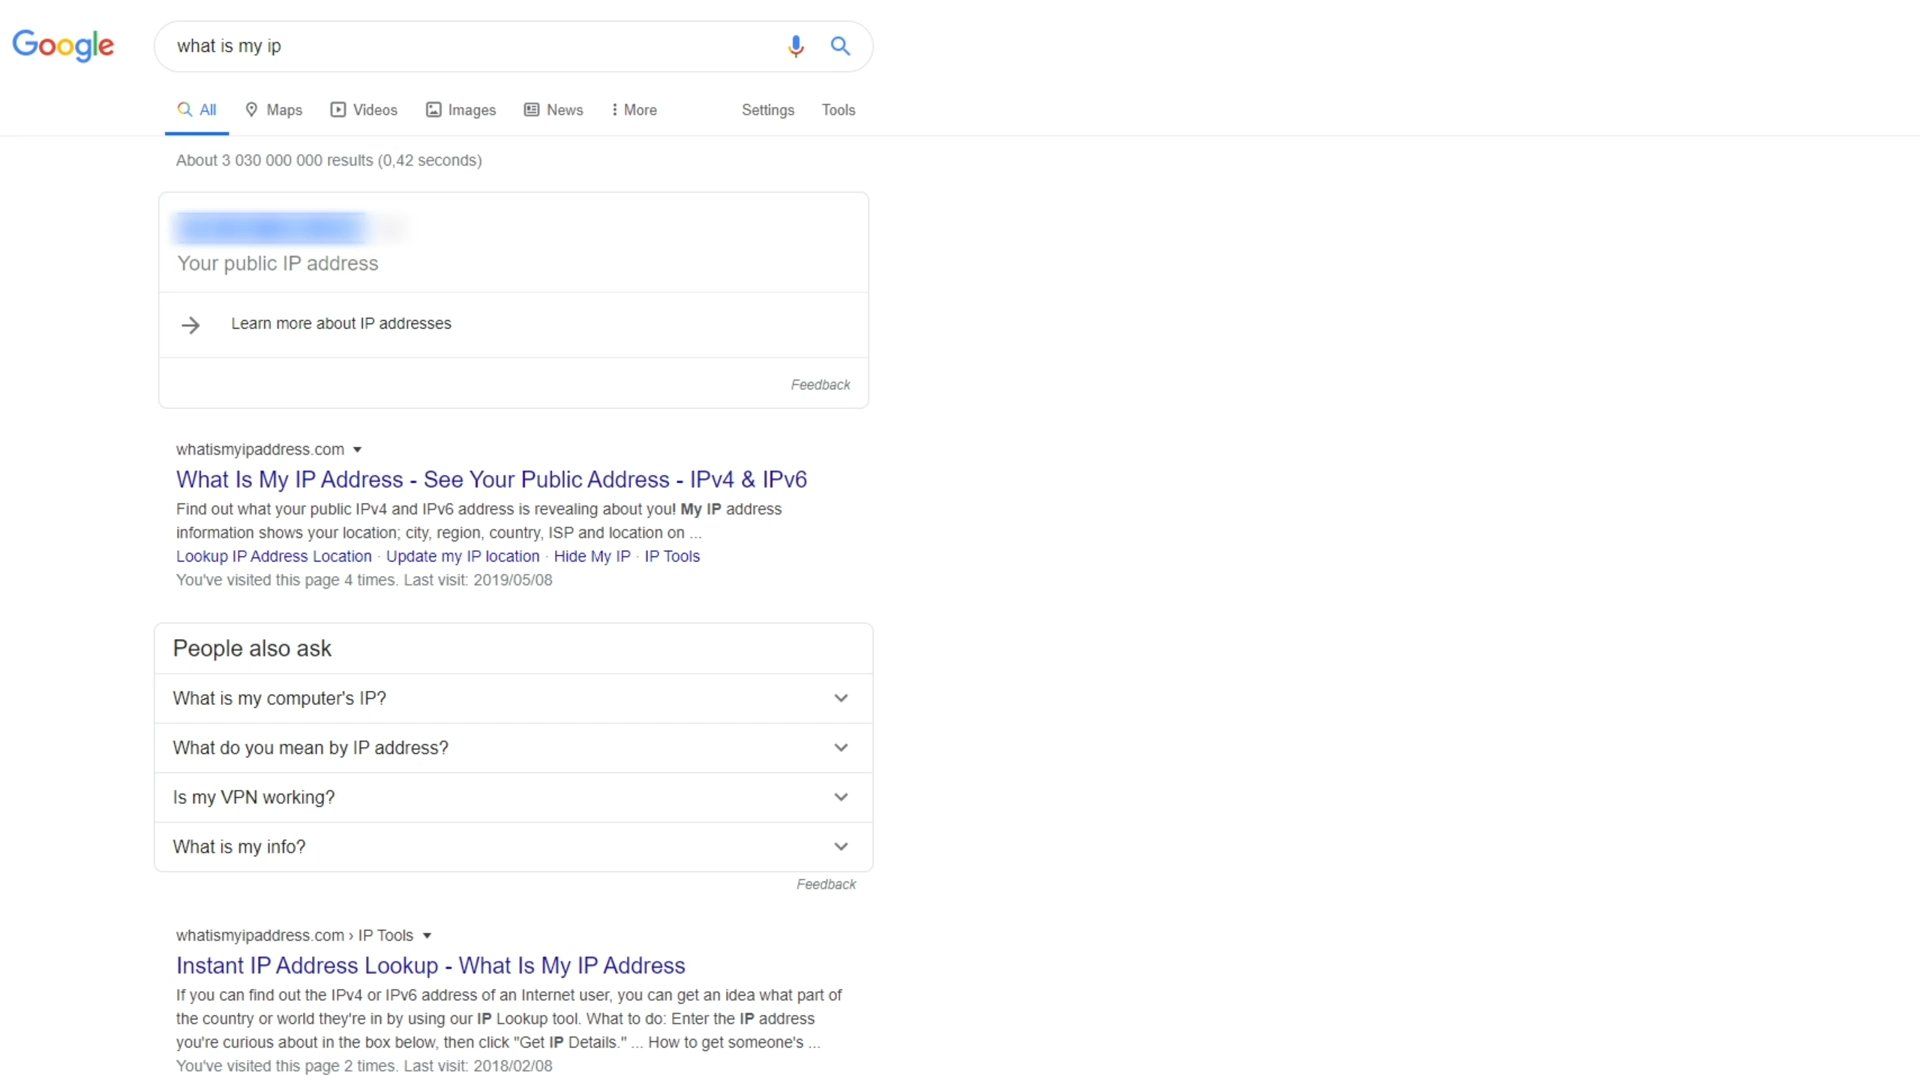 Google
what is my ip
All Maps Videos Images News More Settings Tools
About 3 030 000 000 results (0,42 seconds)
Your public IP address
Learn more about IP addresses
Feedback
whatismyipaddress.com
What Is My IP Address - See Your Public Address - IPv4 & IPv6
Find out what your public IPv4 and IPv6 address is revealing about you! My IP address
information shows your location; city, region, country, ISP and location on ...
Lookup IP Address Location · Update my IP location · Hide My IP · IP Tools
You've visited this page 4 times. Last visit: 2019/05/08
People also ask
What is my computer's IP?
What do you mean by IP address?
Is my VPN working?
What is my info?
Feedback
whatismyipaddress.com › IP Tools
Instant IP Address Lookup - What Is My IP Address
If you can find out the IPv4 or IPv6 address of an Internet user, you can get an idea what part of
the country or world they're in by using our IP Lookup tool. What to do: Enter the IP address
you're curious about in the box below, then click "Get IP Details." ... How to get someone's ...
You've visited this page 2 times. Last visit: 2018/02/08